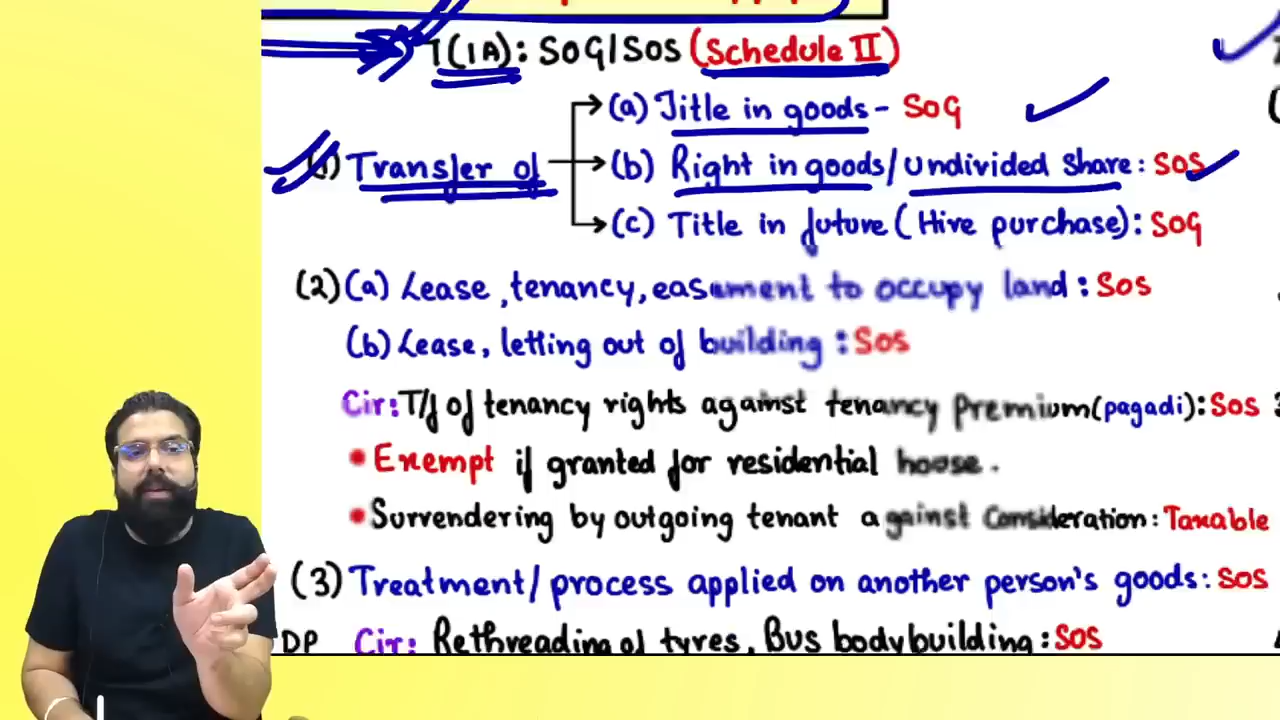 7(1A): SOG/SOS (Schedule II)
(a) Title in goods - SOG
(1) Transfer of
(b) Right in goods/undivided share: SOS
(c) Title in future (Hire purchase): SOG
(2) (a) Lease, tenancy, easement to occupy land: SOS
(b) Lease, letting out of building: SOS
Cir: T/f of tenancy rights against tenancy Premium(pagadi): SOS
• Exempt if granted for residential house.
• Surrendering by outgoing tenant against Consideration: Taxable
(3) Treatment/process applied on another person's goods: SOS
DP Cir: Rethreading of tyres, Bus bodybuilding: SOS